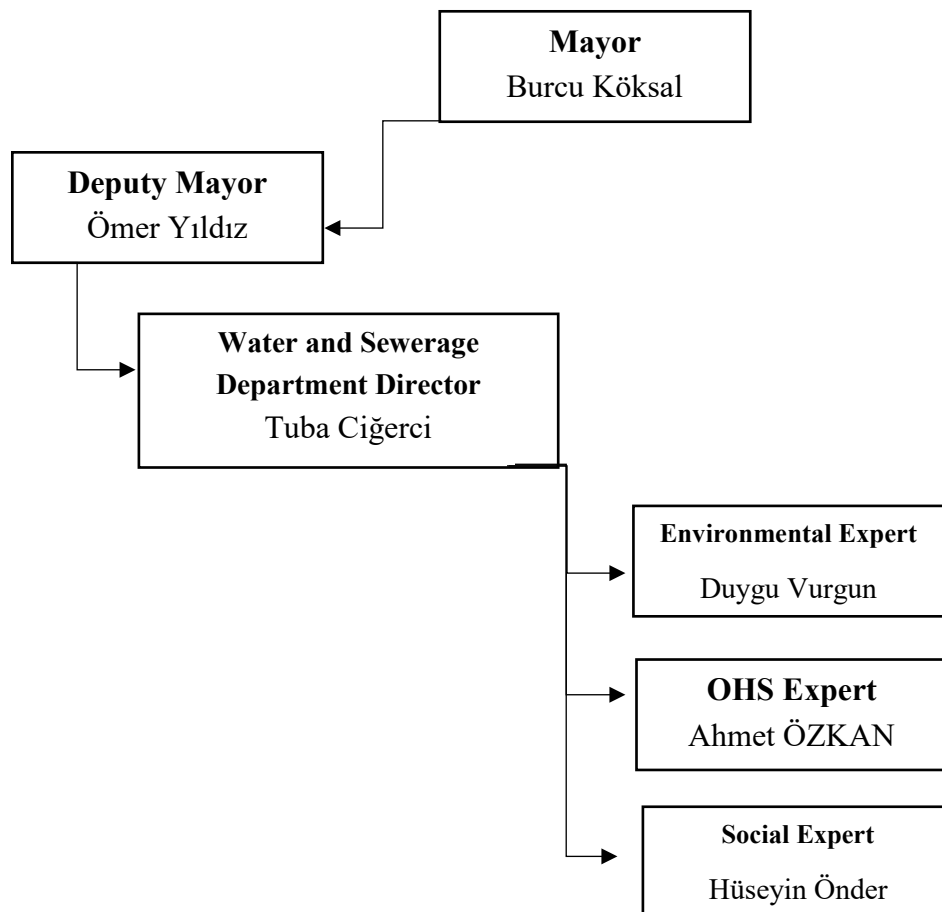 Mayor
Burcu Köksal
Deputy Mayor
Ömer Yıldız
Water and Sewerage
Department Director
Tuba Ciğerci
Environmental Expert
Duygu Vurgun
OHS Expert
Ahmet ÖZKAN
Social Expert
Hüseyin Önder